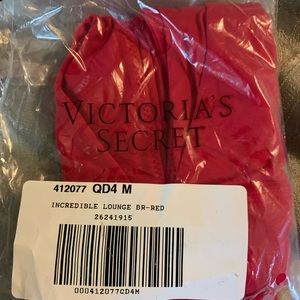 VICTORIA'S
SECRET
412077 QD4 M
INCREDIBLE LOUNGE BR-RED
26241915
000412077QD4M